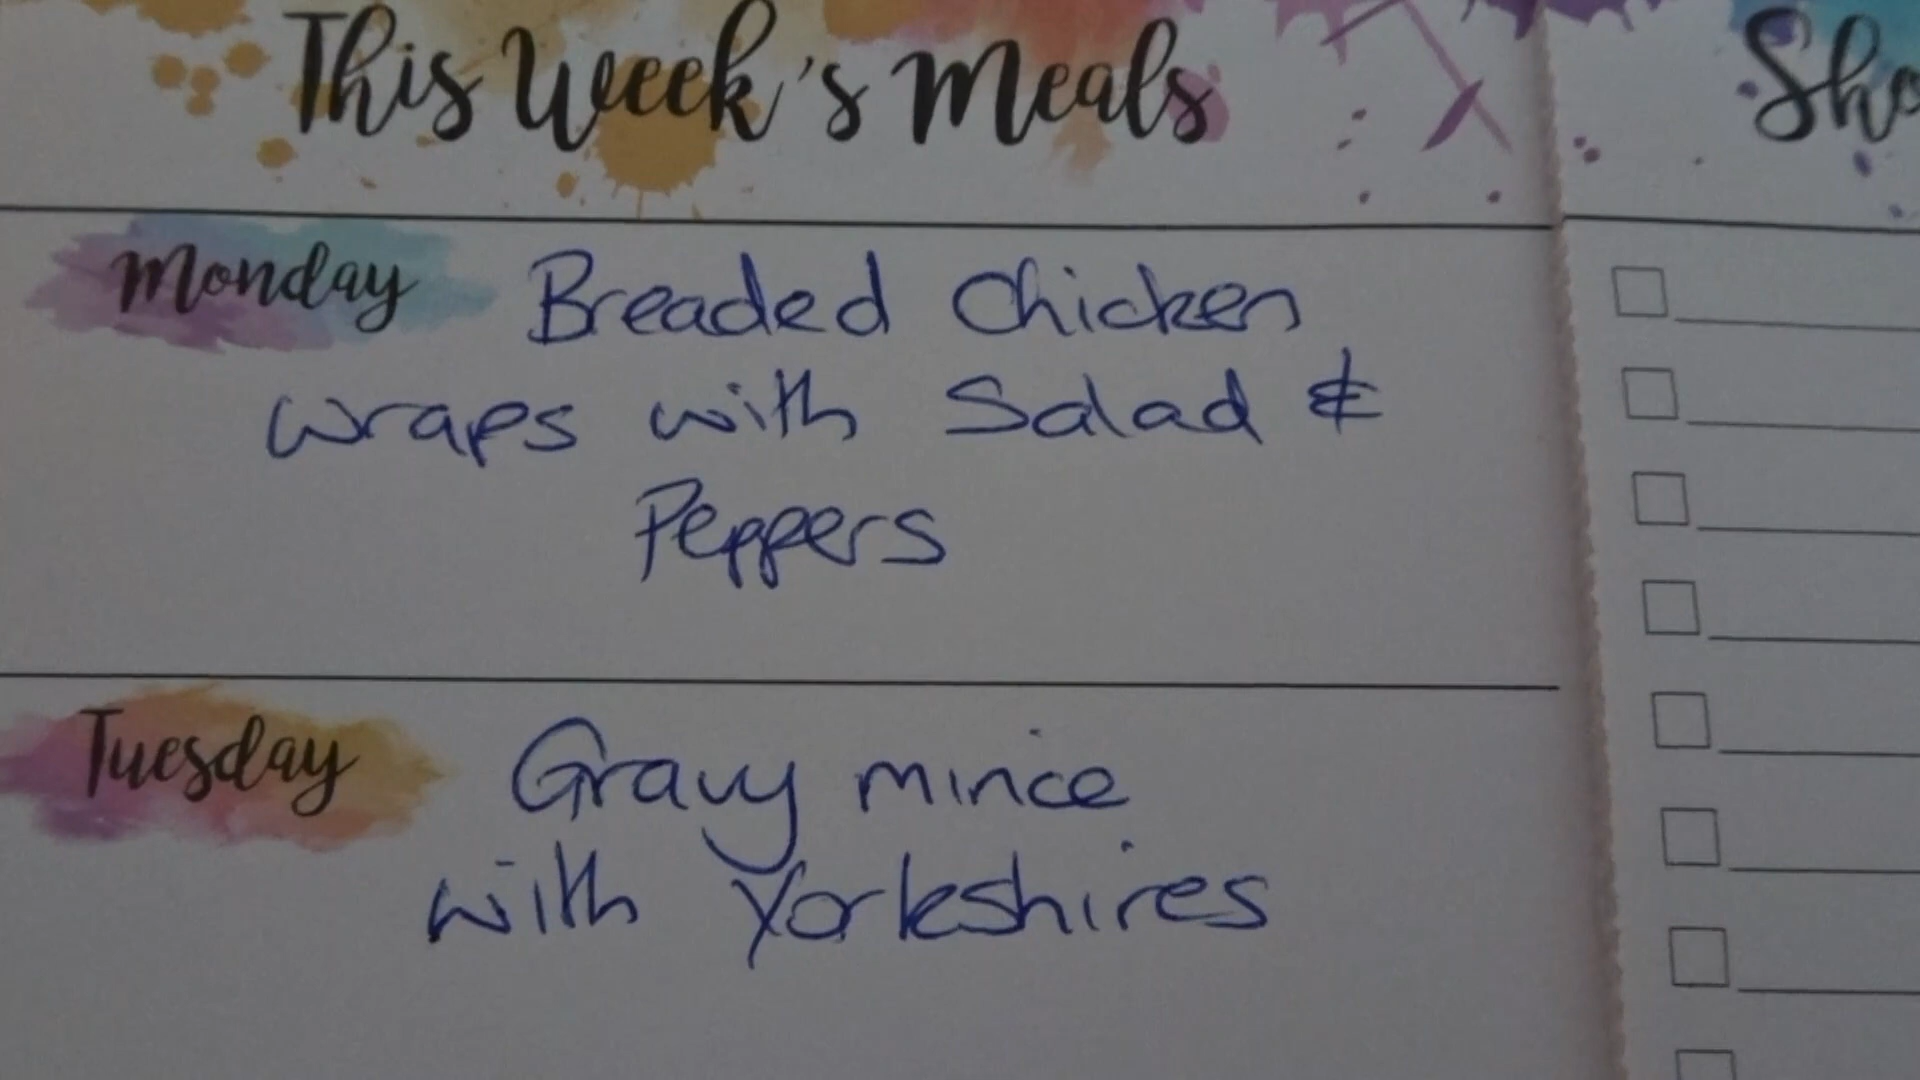 This Week's Meals
Monday Breaded Chicken
wraps with Salad &
Peppers
Tuesday Gravy mince
with Yorkshires